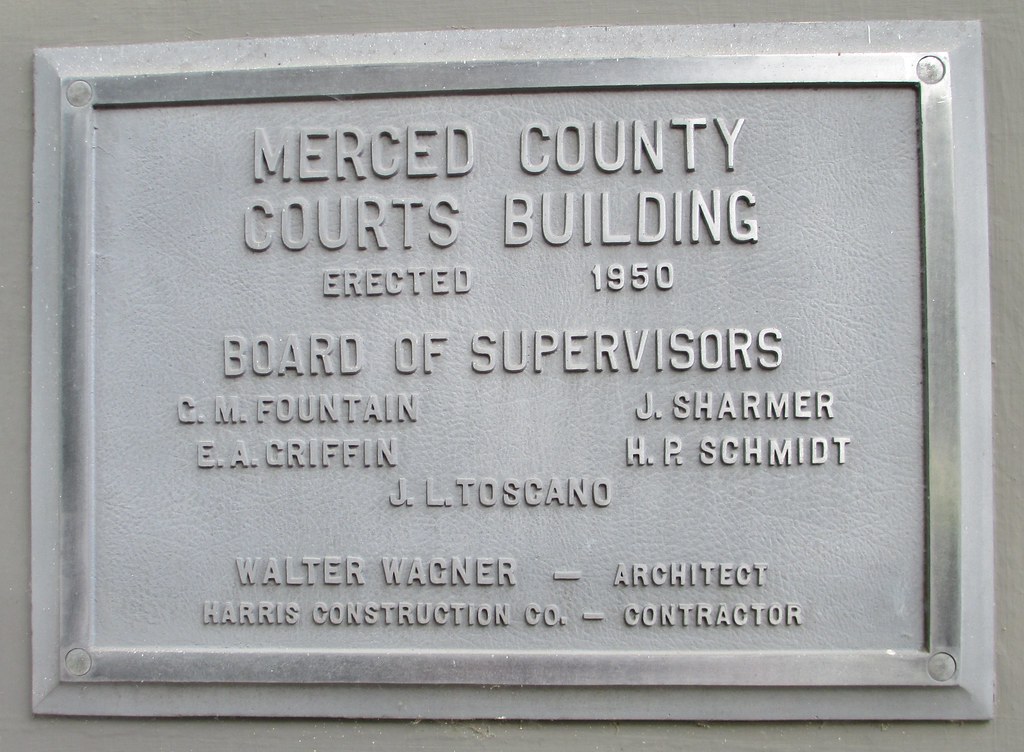 MERCED COUNTY
COURTS BUILDING
ERECTED 1950
BOARD OF SUPERVISORS
G. M. FOUNTAIN J. SHARMER
E. A. GRIFFIN H. P. SCHMIDT
J. L. TOSCANO
WALTER WAGNER — ARCHITECT
HARRIS CONSTRUCTION CO. — CONTRACTOR